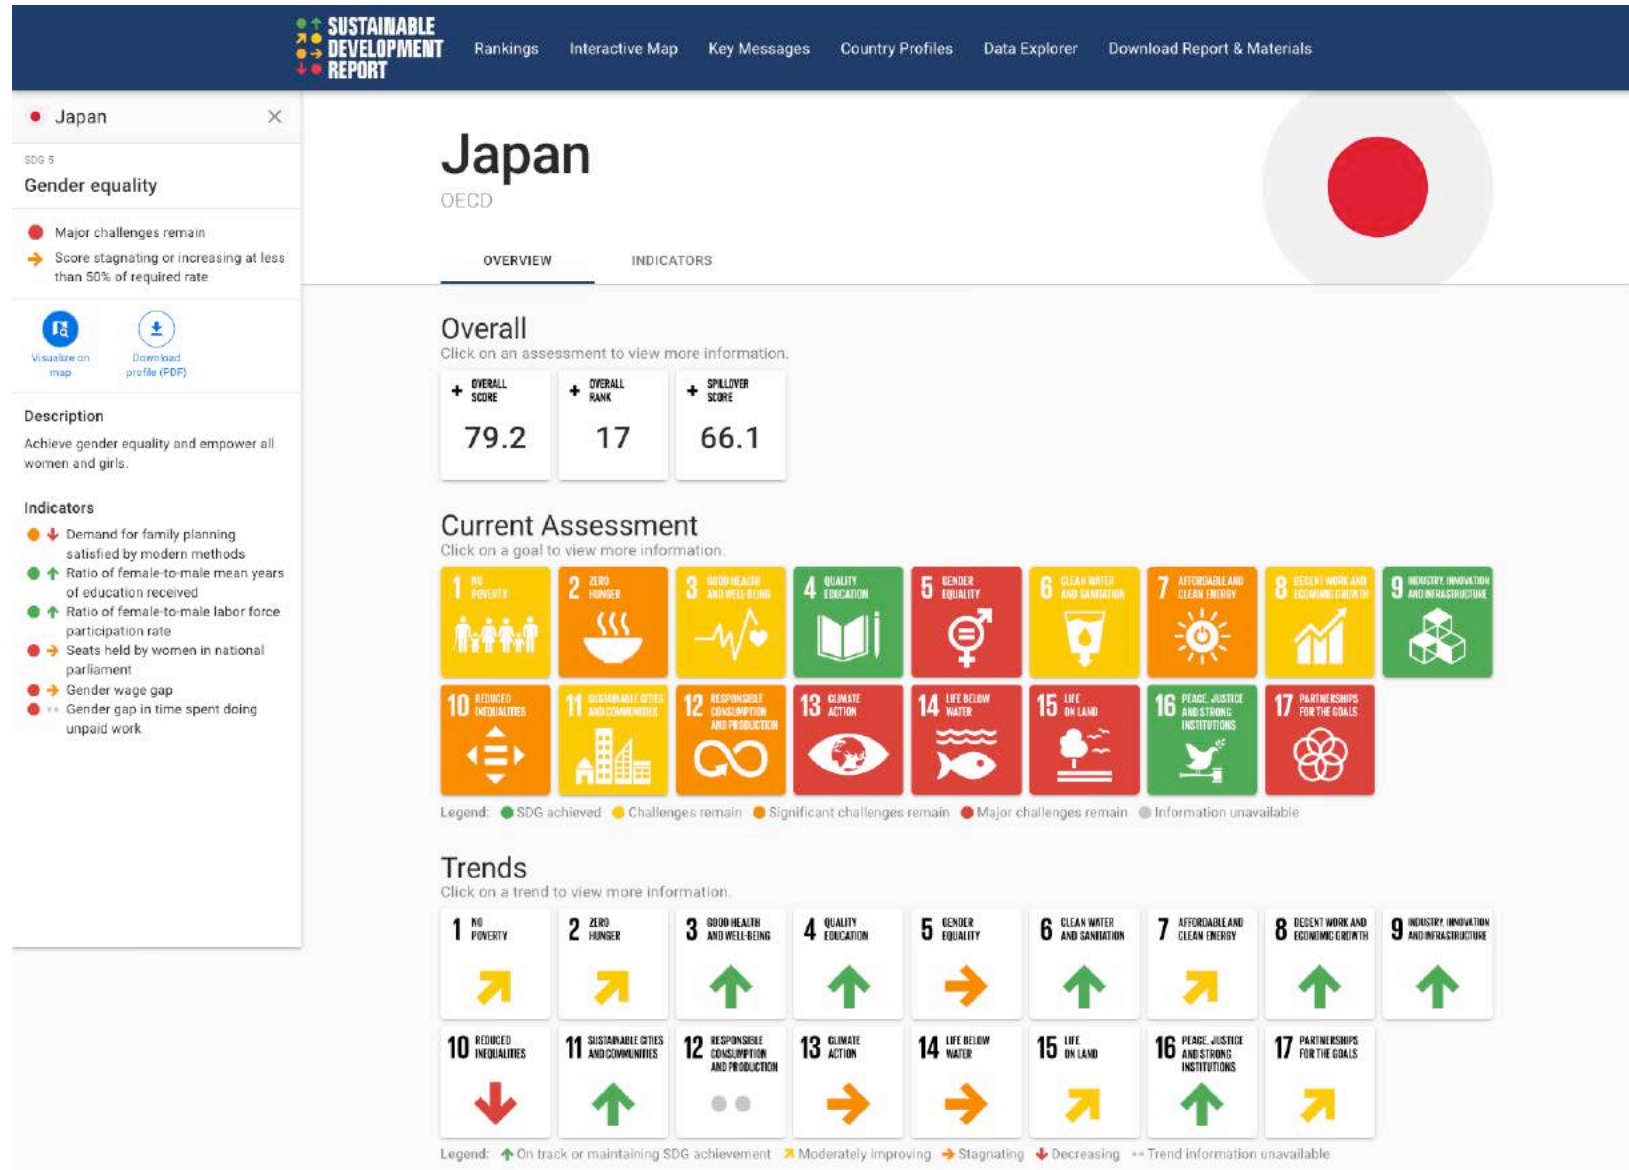 SUSTAINABLE
DEVELOPMENT
REPORT
Rankings
Interactive Map
Key Messages
Country Profiles
Data Explorer
Download Report & Materials
Japan
SDG 5
Gender equality
Major challenges remain
Score stagnating or increasing at less
than 50% of required rate
Visualize on
map
Download
profile (PDF)
Description
Achieve gender equality and empower all
women and girls.
Indicators
Demand for family planning
satisfied by modern methods
Ratio of female-to-male mean years
of education received
Ratio of female-to-male labor force
participation rate
Seats held by women in national
parliament
Gender wage gap
Gender gap in time spent doing
unpaid work
Japan
OECD
OVERVIEW
INDICATORS
Overall
Click on an assessment to view more information.
+ OVERALL
SCORE
79.2
+ OVERALL
RANK
17
+ SPILLOVER
SCORE
66.1
Current Assessment
Click on a goal to view more information.
1 NO
POVERTY
2 ZERO
HUNGER
3 GOOD HEALTH
AND WELL-BEING
4 QUALITY
EDUCATION
5 GENDER
EQUALITY
6 CLEAN WATER
AND SANITATION
7 AFFORDABLE AND
CLEAN ENERGY
8 DECENT WORK AND
ECONOMIC GROWTH
9 INDUSTRY, INNOVATION
AND INFRASTRUCTURE
10 REDUCED
INEQUALITIES
11 SUSTAINABLE CITIES
AND COMMUNITIES
12 RESPONSIBLE
CONSUMPTION
AND PRODUCTION
13 CLIMATE
ACTION
14 LIFE BELOW
WATER
15 LIFE
ON LAND
16 PEACE, JUSTICE
AND STRONG
INSTITUTIONS
17 PARTNERSHIPS
FOR THE GOALS
Legend: SDG achieved Challenges remain Significant challenges remain Major challenges remain Information unavailable
Trends
Click on a trend to view more information.
1 NO
POVERTY
2 ZERO
HUNGER
3 GOOD HEALTH
AND WELL-BEING
4 QUALITY
EDUCATION
5 GENDER
EQUALITY
6 CLEAN WATER
AND SANITATION
7 AFFORDABLE AND
CLEAN ENERGY
8 DECENT WORK AND
ECONOMIC GROWTH
9 INDUSTRY, INNOVATION
AND INFRASTRUCTURE
10 REDUCED
INEQUALITIES
11 SUSTAINABLE CITIES
AND COMMUNITIES
12 RESPONSIBLE
CONSUMPTION
AND PRODUCTION
13 CLIMATE
ACTION
14 LIFE BELOW
WATER
15 LIFE
ON LAND
16 PEACE, JUSTICE
AND STRONG
INSTITUTIONS
17 PARTNERSHIPS
FOR THE GOALS
Legend: On track or maintaining SDG achievement Moderately improving Stagnating Decreasing Trend information unavailable